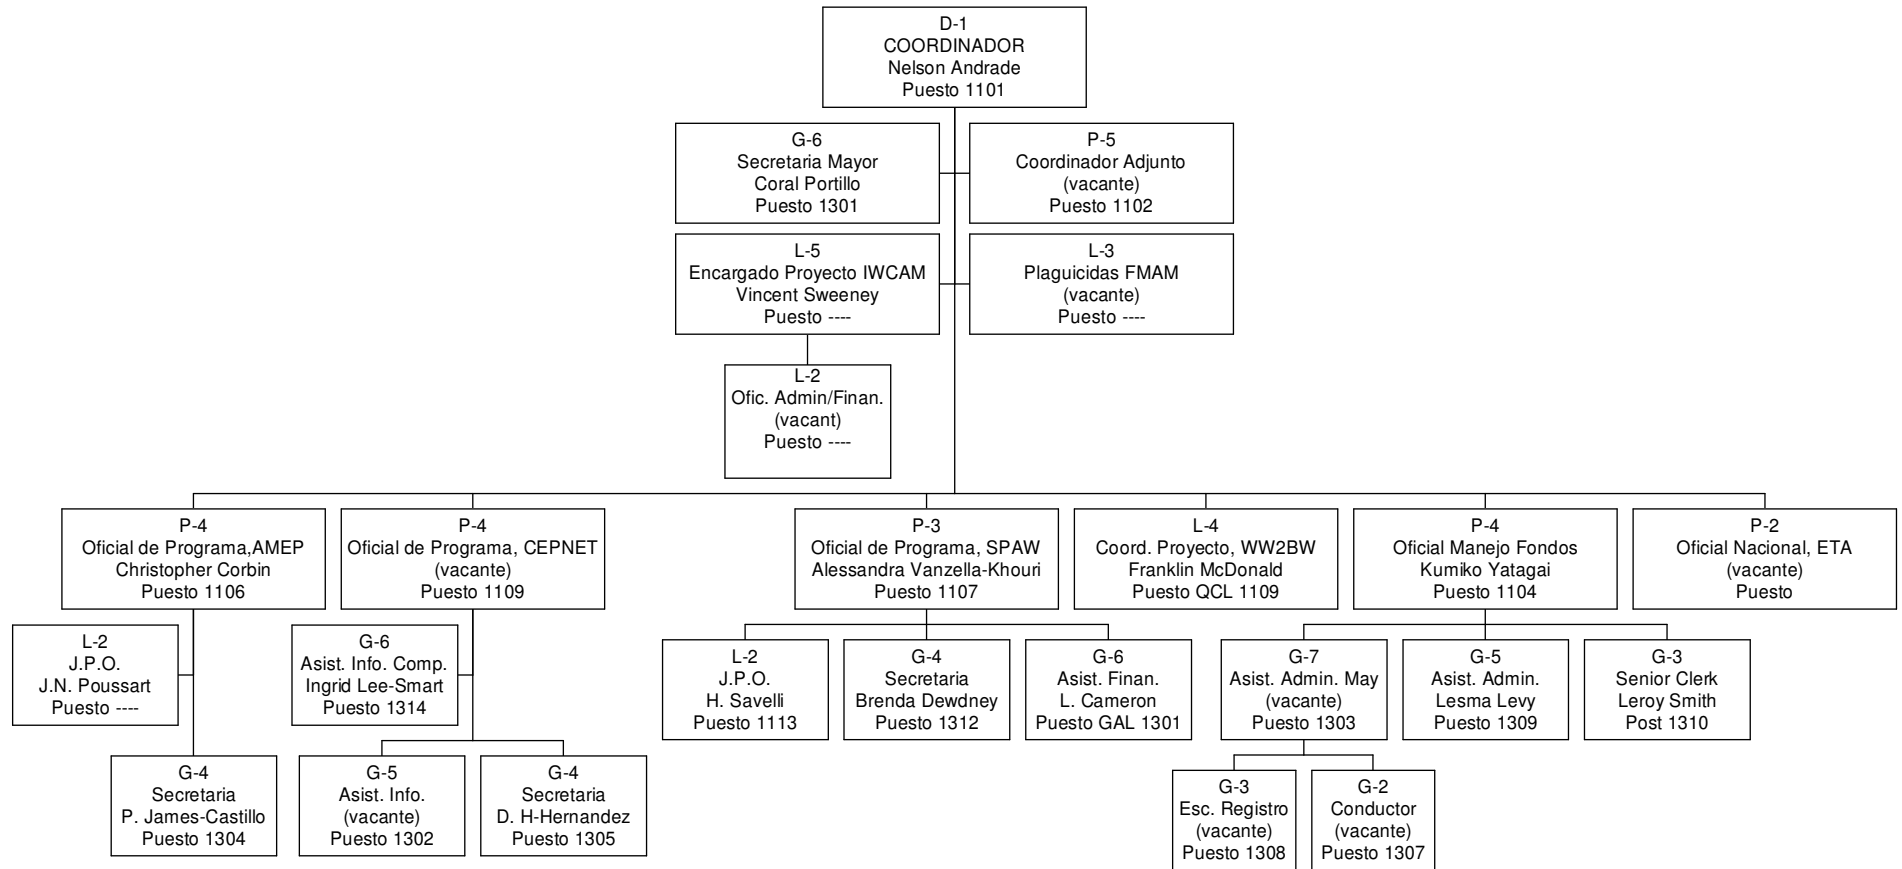 D-1
COORDINADOR
Nelson Andrade
Puesto 1101
G-6
Secretaria Mayor
Coral Portillo
Puesto 1301
P-5
Coordinador Adjunto
(vacante)
Puesto 1102
L-5
Encargado Proyecto IWCAM
Vincent Sweeney
Puesto ----
L-3
Plaguicidas FMAM
(vacante)
Puesto ----
L-2
Ofic. Admin/Finan.
(vacant)
Puesto ----
P-4
Oficial de Programa,AMEP
Christopher Corbin
Puesto 1106
P-4
Oficial de Programa, CEPNET
(vacante)
Puesto 1109
P-3
Oficial de Programa, SPAW
Alessandra Vanzella-Khouri
Puesto 1107
L-4
Coord. Proyecto, WW2BW
Franklin McDonald
Puesto QCL 1109
P-4
Oficial Manejo Fondos
Kumiko Yatagai
Puesto 1104
P-2
Oficial Nacional, ETA
(vacante)
Puesto
L-2
J.P.O.
J.N. Poussart
Puesto ----
G-6
Asist. Info. Comp.
Ingrid Lee-Smart
Puesto 1314
L-2
J.P.O.
H. Savelli
Puesto 1113
G-4
Secretaria
Brenda Dewdney
Puesto 1312
G-6
Asist. Finan.
L. Cameron
Puesto GAL 1301
G-7
Asist. Admin. May
(vacante)
Puesto 1303
G-5
Asist. Admin.
Lesma Levy
Puesto 1309
G-3
Senior Clerk
Leroy Smith
Post 1310
G-4
Secretaria
P. James-Castillo
Puesto 1304
G-5
Asist. Info.
(vacante)
Puesto 1302
G-4
Secretaria
D. H-Hernandez
Puesto 1305
G-3
Esc. Registro
(vacante)
Puesto 1308
G-2
Conductor
(vacante)
Puesto 1307